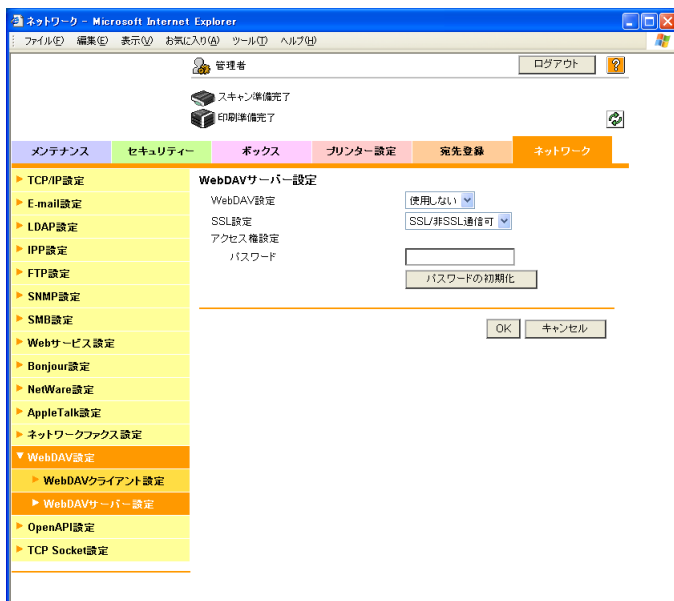 ネットワーク - Microsoft Internet Explorer
ファイル(F) 編集(E) 表示(V) お気に入り(A) ツール(T) ヘルプ(H)
管理者 ログアウト ?
スキャン準備完了
印刷準備完了
メンテナンス セキュリティー ボックス プリンター設定 宛先登録 ネットワーク
TCP/IP設定
E-mail設定
LDAP設定
IPP設定
FTP設定
SNMP設定
SMB設定
Webサービス設定
Bonjour設定
NetWare設定
AppleTalk設定
ネットワークファクス設定
WebDAV設定
WebDAVクライアント設定
WebDAVサーバー設定
OpenAPI設定
TCP Socket設定
WebDAVサーバー設定
WebDAV設定 使用しない
SSL設定 SSL/非SSL通信可
アクセス権設定
パスワード
パスワードの初期化
OK キャンセル